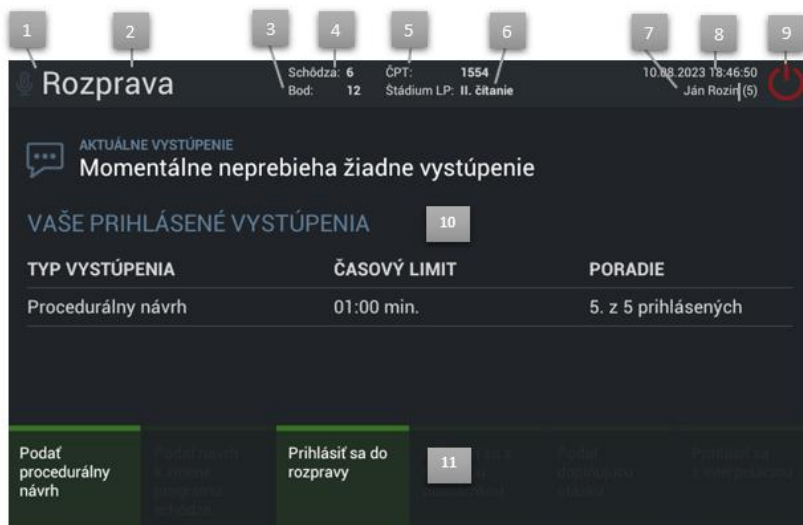 1 2 3 4 5 6 7 8 9
Rozprava
Schôdza: 6 ČPT: 1554
Bod: 12 Štádium LP: II. čítanie
10.08.2023 18:46:50
Ján Rozin (5)
AKTUÁLNE VYSTÚPENIE
Momentálne neprebieha žiadne vystúpenie
VAŠE PRIHLÁSENÉ VYSTÚPENIA 10
TYP VYSTÚPENIA ČASOVÝ LIMIT PORADIE
Procedurálny návrh 01:00 min. 5. z 5 prihlásených
Podať
procedurálny
návrh
Prihlásiť sa do
rozpravy
11